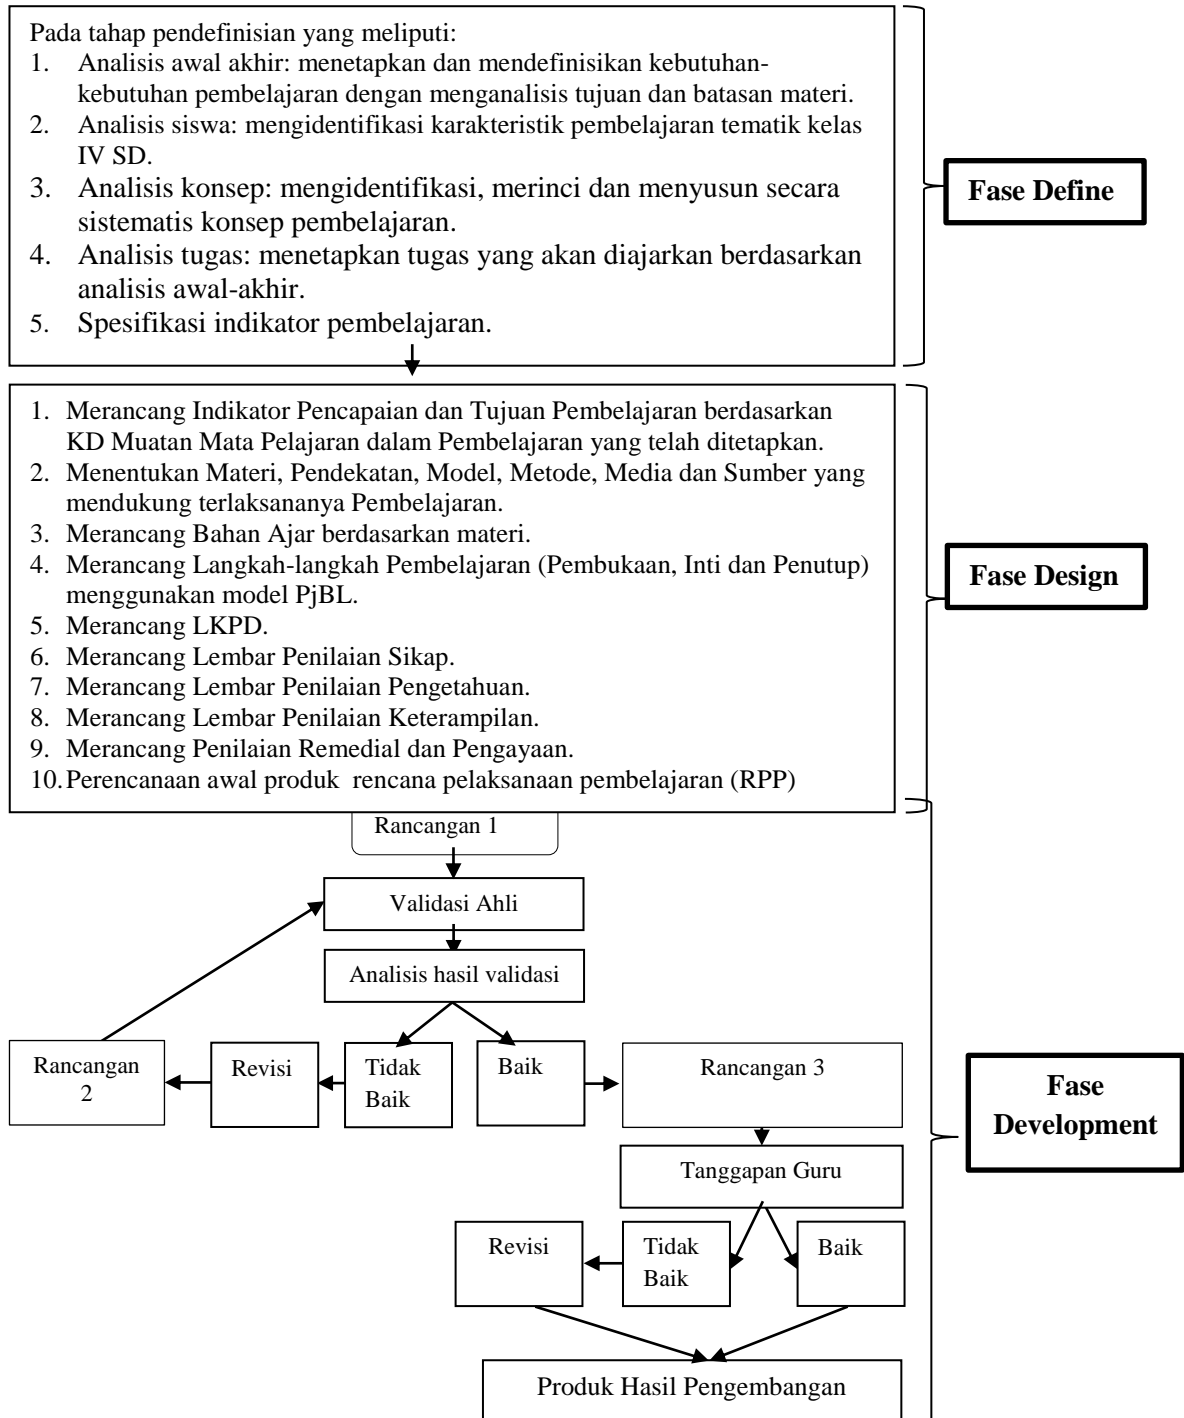 Pada tahap pendefinisian yang meliputi:
1. Analisis awal akhir: menetapkan dan mendefinisikan kebutuhan-
kebutuhan pembelajaran dengan menganalisis tujuan dan batasan materi.
2. Analisis siswa: mengidentifikasi karakteristik pembelajaran tematik kelas
IV SD.
3. Analisis konsep: mengidentifikasi, merinci dan menyusun secara
sistematis konsep pembelajaran.
4. Analisis tugas: menetapkan tugas yang akan diajarkan berdasarkan
analisis awal-akhir.
5. Spesifikasi indikator pembelajaran.
Fase Define
1. Merancang Indikator Pencapaian dan Tujuan Pembelajaran berdasarkan
KD Muatan Mata Pelajaran dalam Pembelajaran yang telah ditetapkan.
2. Menentukan Materi, Pendekatan, Model, Metode, Media dan Sumber yang
mendukung terlaksananya Pembelajaran.
3. Merancang Bahan Ajar berdasarkan materi.
4. Merancang Langkah-langkah Pembelajaran (Pembukaan, Inti dan Penutup)
menggunakan model PjBL.
5. Merancang LKPD.
6. Merancang Lembar Penilaian Sikap.
7. Merancang Lembar Penilaian Pengetahuan.
8. Merancang Lembar Penilaian Keterampilan.
9. Merancang Penilaian Remedial dan Pengayaan.
10. Perencanaan awal produk rencana pelaksanaan pembelajaran (RPP)
Fase Design
Rancangan 1
Validasi Ahli
Analisis hasil validasi
Rancangan
2
Revisi
Tidak
Baik
Baik
Rancangan 3
Fase
Development
Tanggapan Guru
Revisi
Tidak
Baik
Baik
Produk Hasil Pengembangan